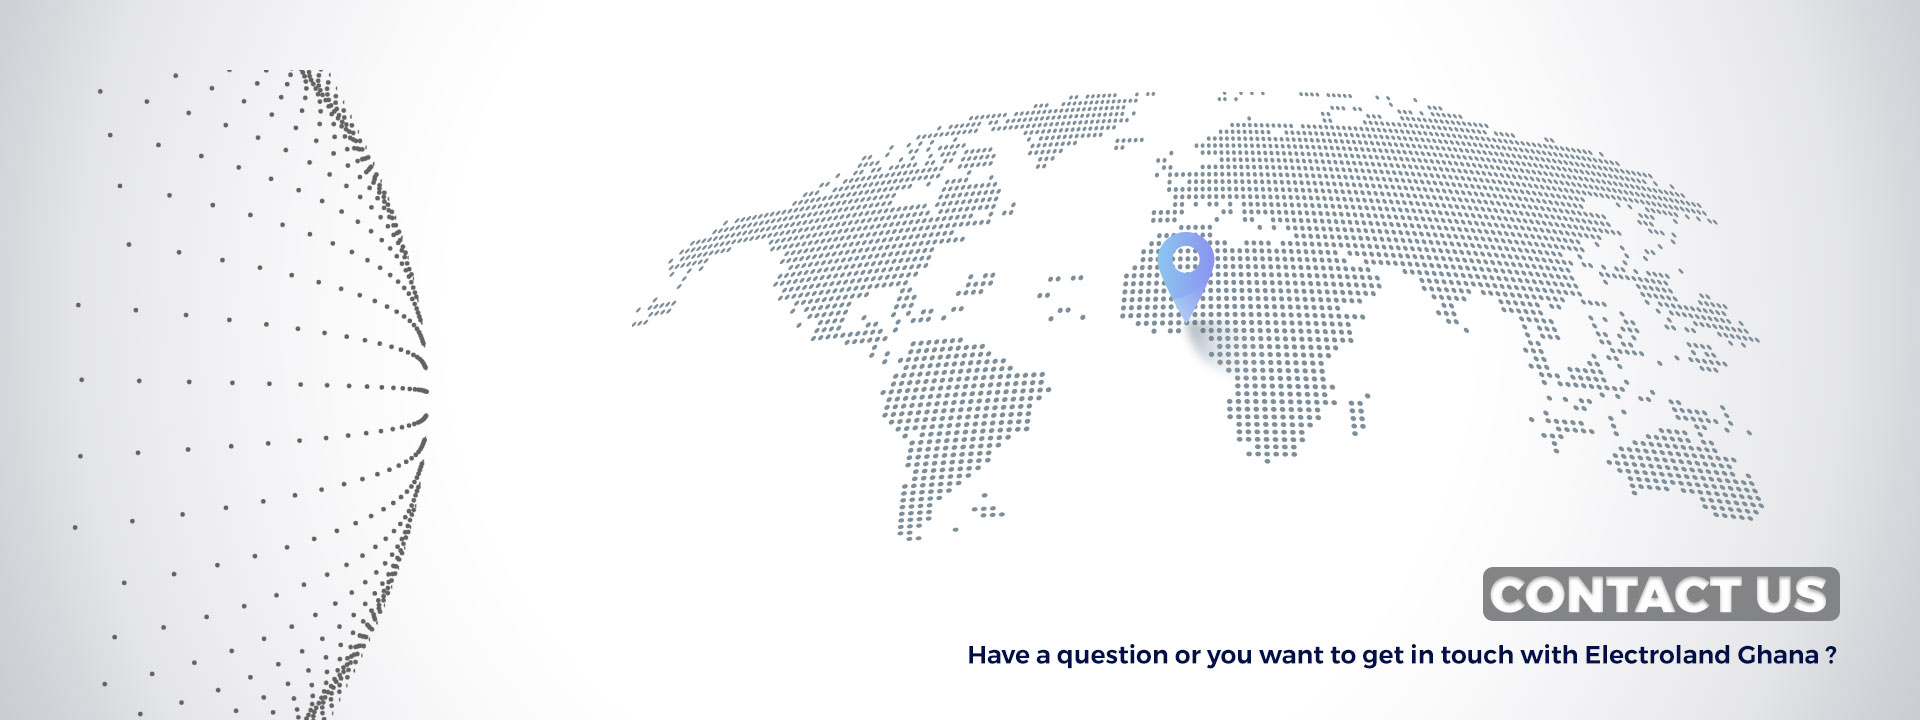 CONTACT US
Have a question or you want to get in touch with Electroland Ghana ?